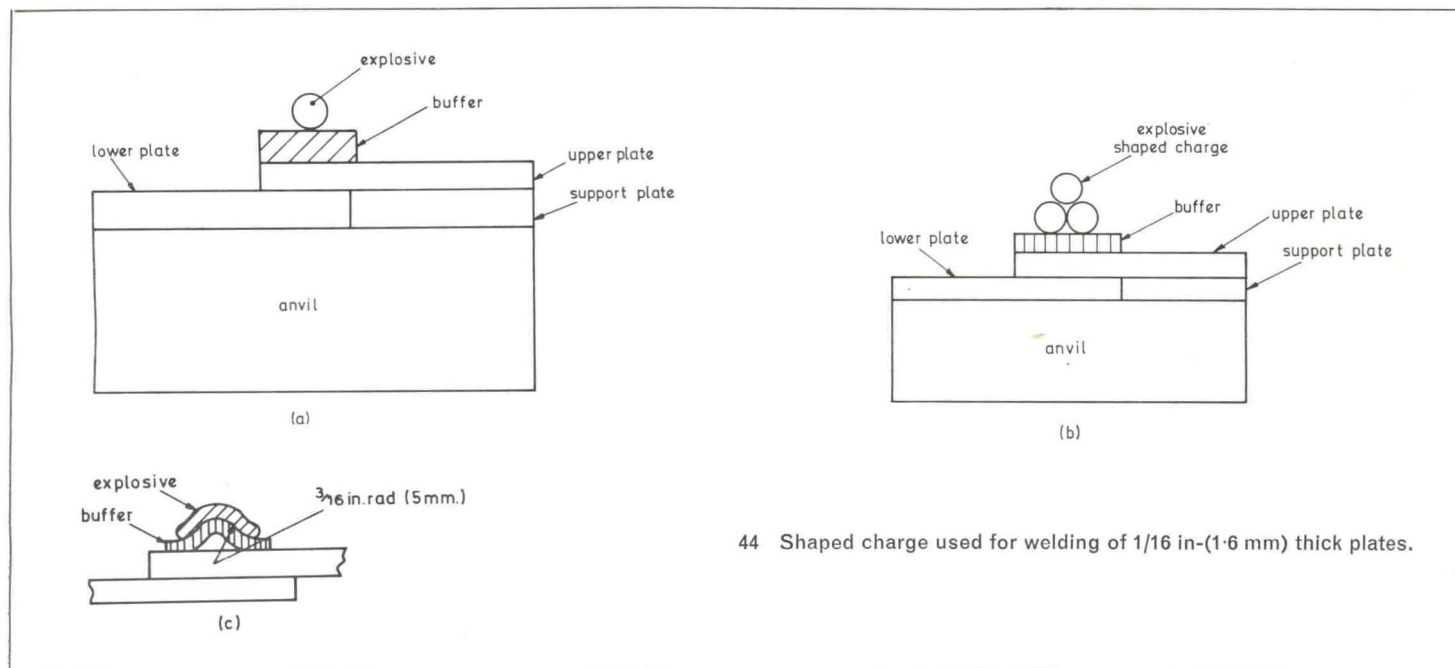 explosive
buffer
lower plate
upper plate
support plate
anvil
(a)
explosive
shaped charge
buffer
upper plate
lower plate
support plate
anvil
(b)
explosive
3/16 in. rad (5mm.)
buffer
(c)
44 Shaped charge used for welding of 1/16 in-(1·6 mm) thick plates.